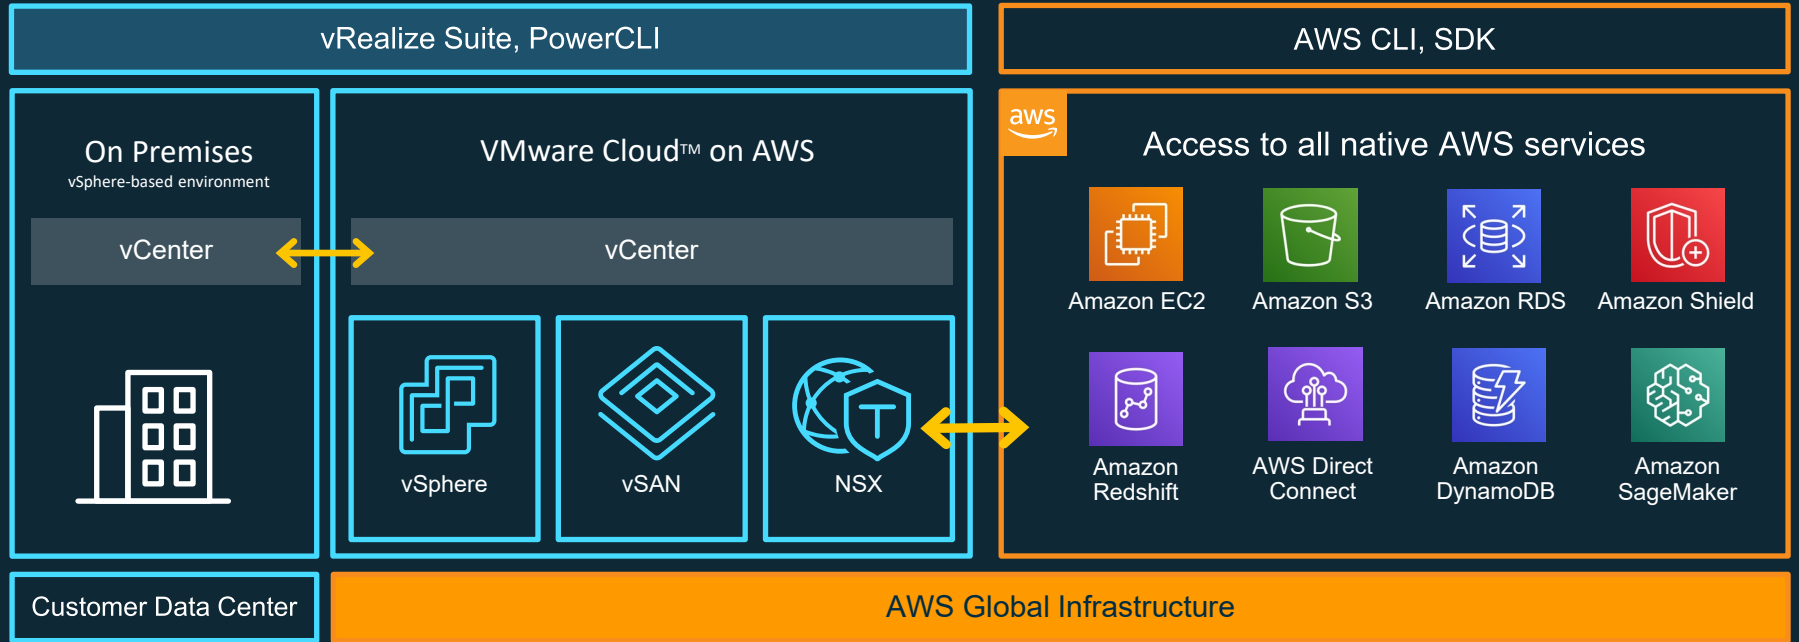 vRealize Suite, PowerCLI
AWS CLI, SDK
On Premises
vSphere-based environment
vCenter
VMware Cloud™ on AWS
vCenter
vSphere
vSAN
T
NSX
aws
Access to all native AWS services
Amazon EC2
Amazon S3
Amazon RDS
Amazon Shield
Amazon
Redshift
AWS Direct
Connect
Amazon
DynamoDB
Amazon
SageMaker
Customer Data Center
AWS Global Infrastructure